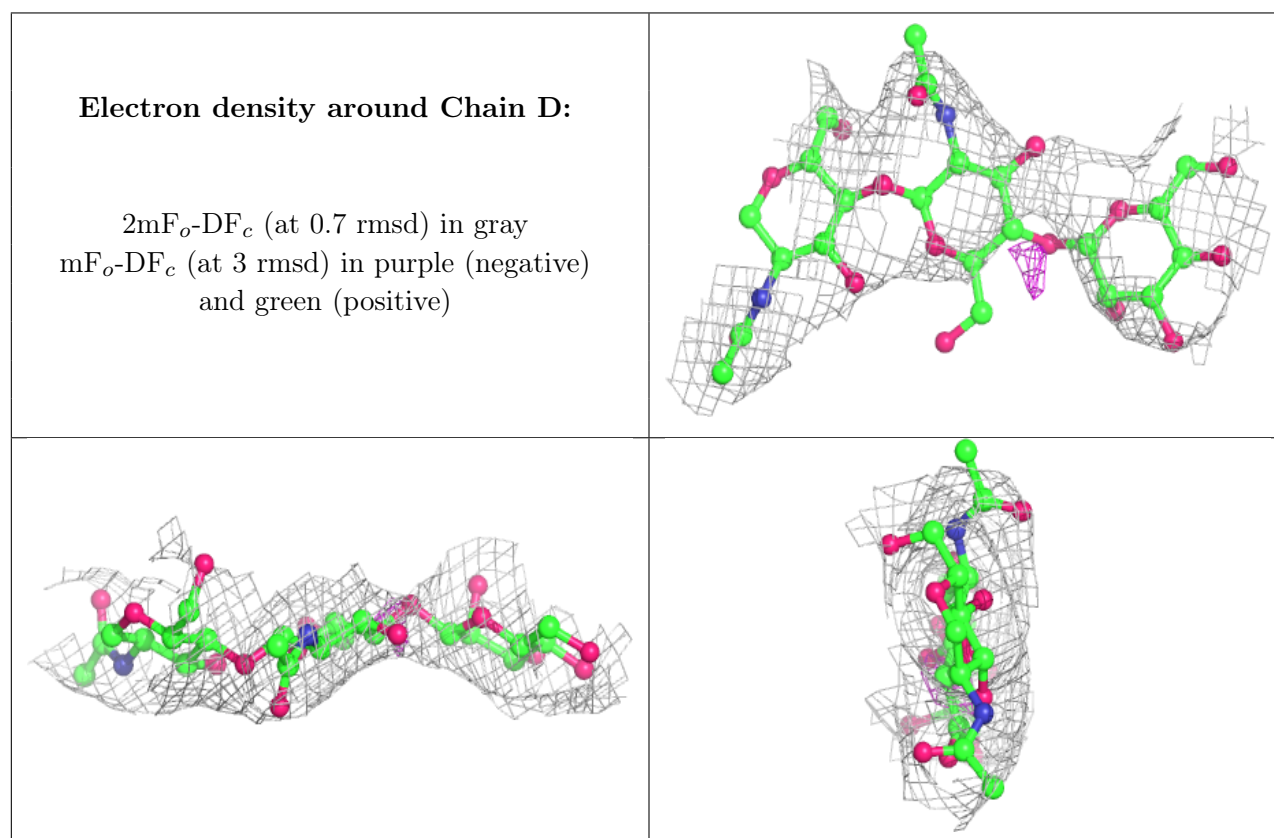 Electron density around Chain D:
2mFₒ-DF𝒸 (at 0.7 rmsd) in gray
mFₒ-DF𝒸 (at 3 rmsd) in purple (negative)
and green (positive)